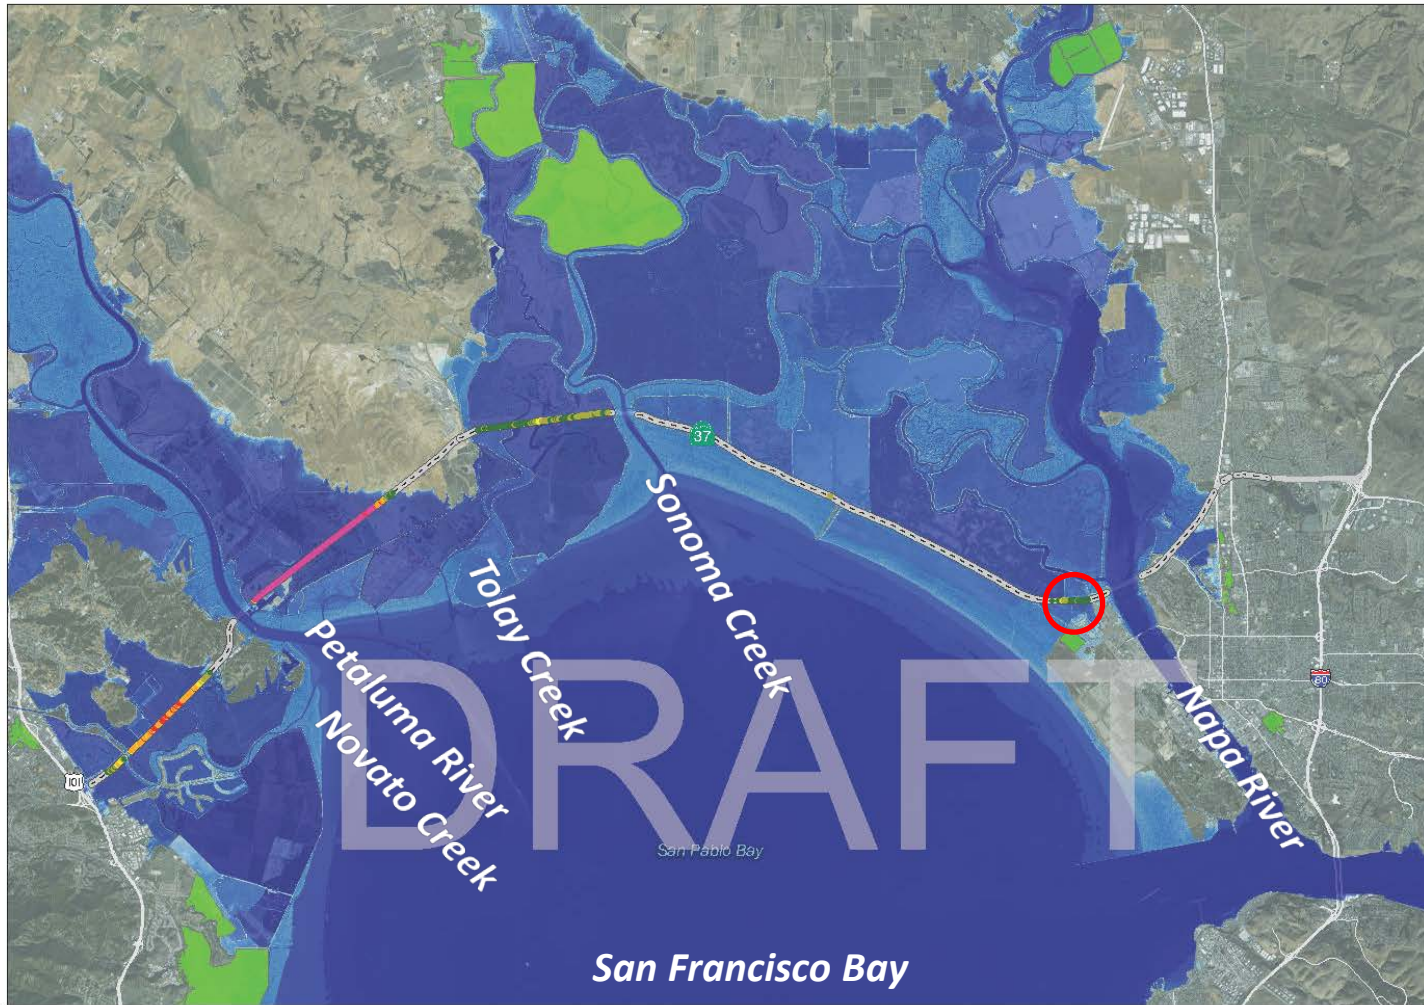 37
Sonoma Creek
Tolay Creek
Petaluma River
Novato Creek
Napa River
80
101
DRAFT
San Pablo Bay
San Francisco Bay